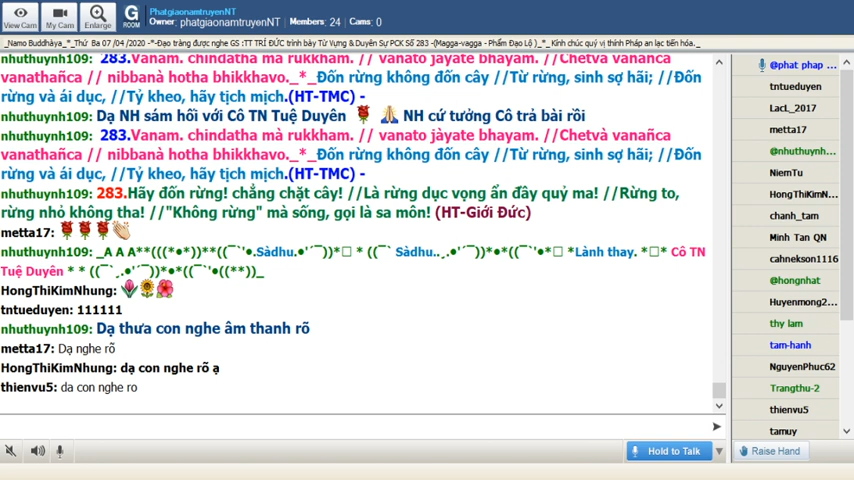 View Cam
My Cam
Enlarge
G
ROOM
PhatgiaonamtruyenNT
Owner: phatgiaonamtruyenNT | Members: 24 | Cams: 0
_Namo Buddhàya_*_Thứ Ba 07 /04 /2020 -*-Đạo tràng được nghe GS :TT TRÍ ĐỨC trình bày Từ Vựng &Duyên Sự PCK Số 283 -(Magga-vagga - Phẩm Đạo Lộ )_*_ Kính chúc quý vị thính Pháp an lạc tiến hóa._
nhuthuynh109: 283.Vanam. chindatha mà rukkham. // vanato jàyate bhayam. //Chetvà vananca
vanathañca // nibbanà hotha bhikkhavo._*_Đốn rừng không đốn cây //Từ rừng, sinh sợ hãi; //Đốn
rừng và ái dục, //Tỷ kheo, hãy tịch mịch.(HT-TMC) -
nhuthuynh109: Dạ NH sám hối với Cô TN Tuệ Duyên 🌹 🙏 NH cứ tưởng Cô trả bài rồi
nhuthuynh109: 283.Vanam. chindatha mà rukkham. // vanato jàyate bhayam. //Chetvà vananca
vanathañca // nibbanà hotha bhikkhavo._*_Đốn rừng không đốn cây //Từ rừng, sinh sợ hãi; //Đốn
rừng và ái dục, //Tỷ kheo, hãy tịch mịch.(HT-TMC) -
nhuthuynh109: 283.Hãy đốn rừng! chẳng chặt cây! //Là rừng dục vọng ẩn đầy quỷ ma! //Rừng to,
rừng nhỏ không tha! //"Không rừng" mà sống, gọi là sa môn! (HT-Giới Đức)
metta17: 🌹🌹🌹👏
nhuthuynh109: _A A A**(((*•*))**((¯`'•.Sàdhu.•'´¯))*□ * ((¯` Sàdhu..¸.•'´¯))*•*((¯`'•*□ *Lành thay. *□* Cô TN
Tuệ Duyên * * ((¯`¸.•'´¯))*•*((¯`'•((**))_
HongThiKimNhung: 🌷🌻🌺
tntueduyen: 111111
nhuthuynh109: Dạ thưa con nghe âm thanh rõ
metta17: Dạ nghe rõ
HongThiKimNhung: dạ con nghe rõ ạ
thienvu5: da con nghe ro
@phat phap ...
tntueduyen
LacL_2017
metta17
@nhuthuynh...
NiemTu
HongThiKimN...
chanh_tam
Minh Tan QN
cahnekson1116
@hongnhat
Huyenmong2...
thy lam
tam-hanh
NguyenPhuc62
Trangthu-2
thienvu5
tamuy
Hold to Talk
Raise Hand